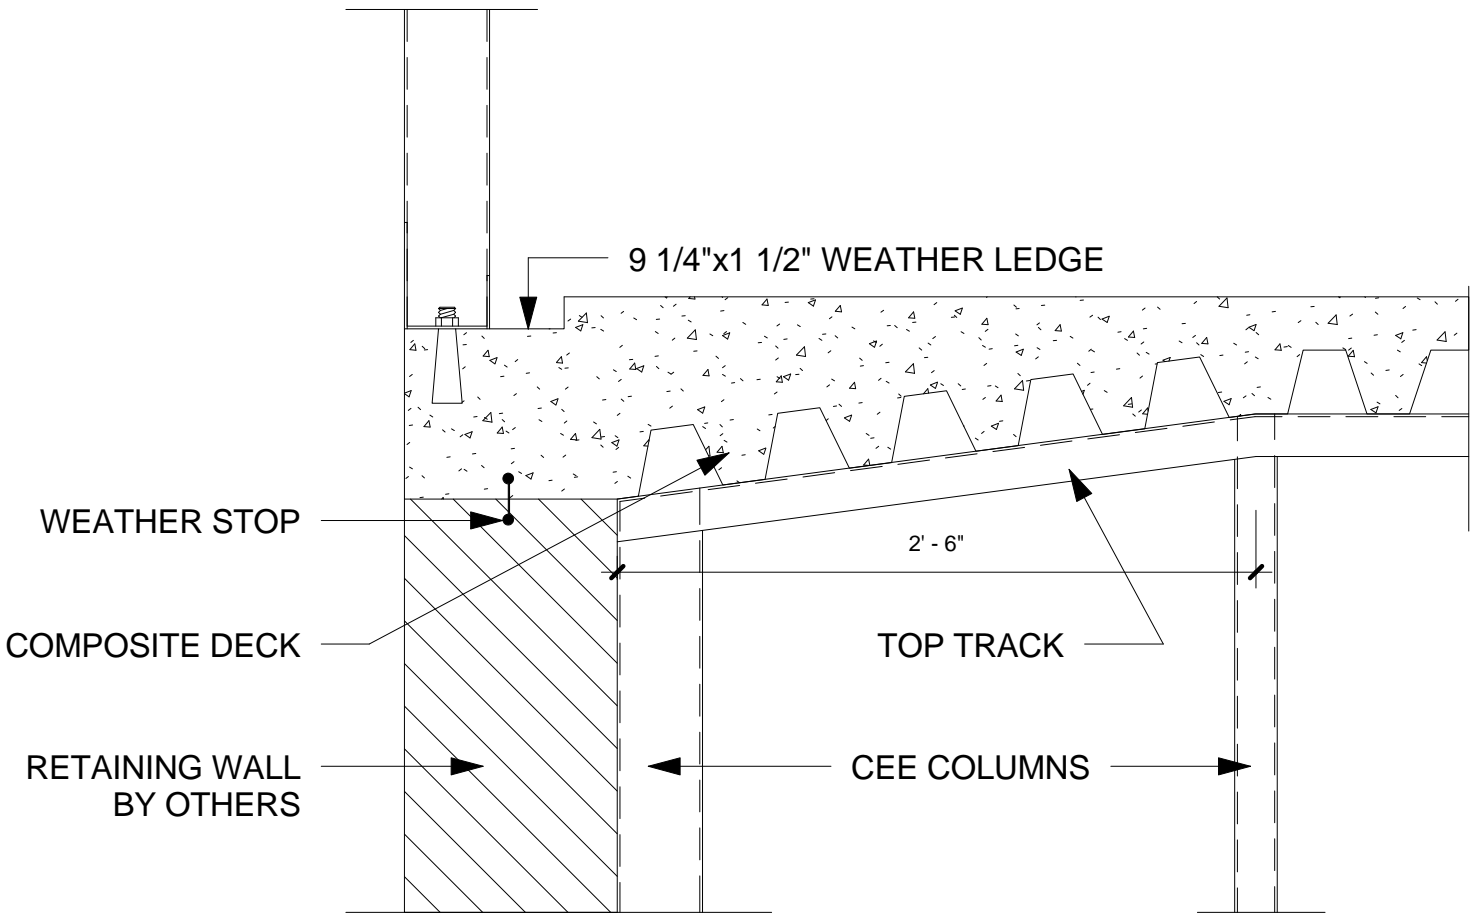 9 1/4"x1 1/2" WEATHER LEDGE
WEATHER STOP
2' - 6"
COMPOSITE DECK
TOP TRACK
RETAINING WALL
BY OTHERS
CEE COLUMNS